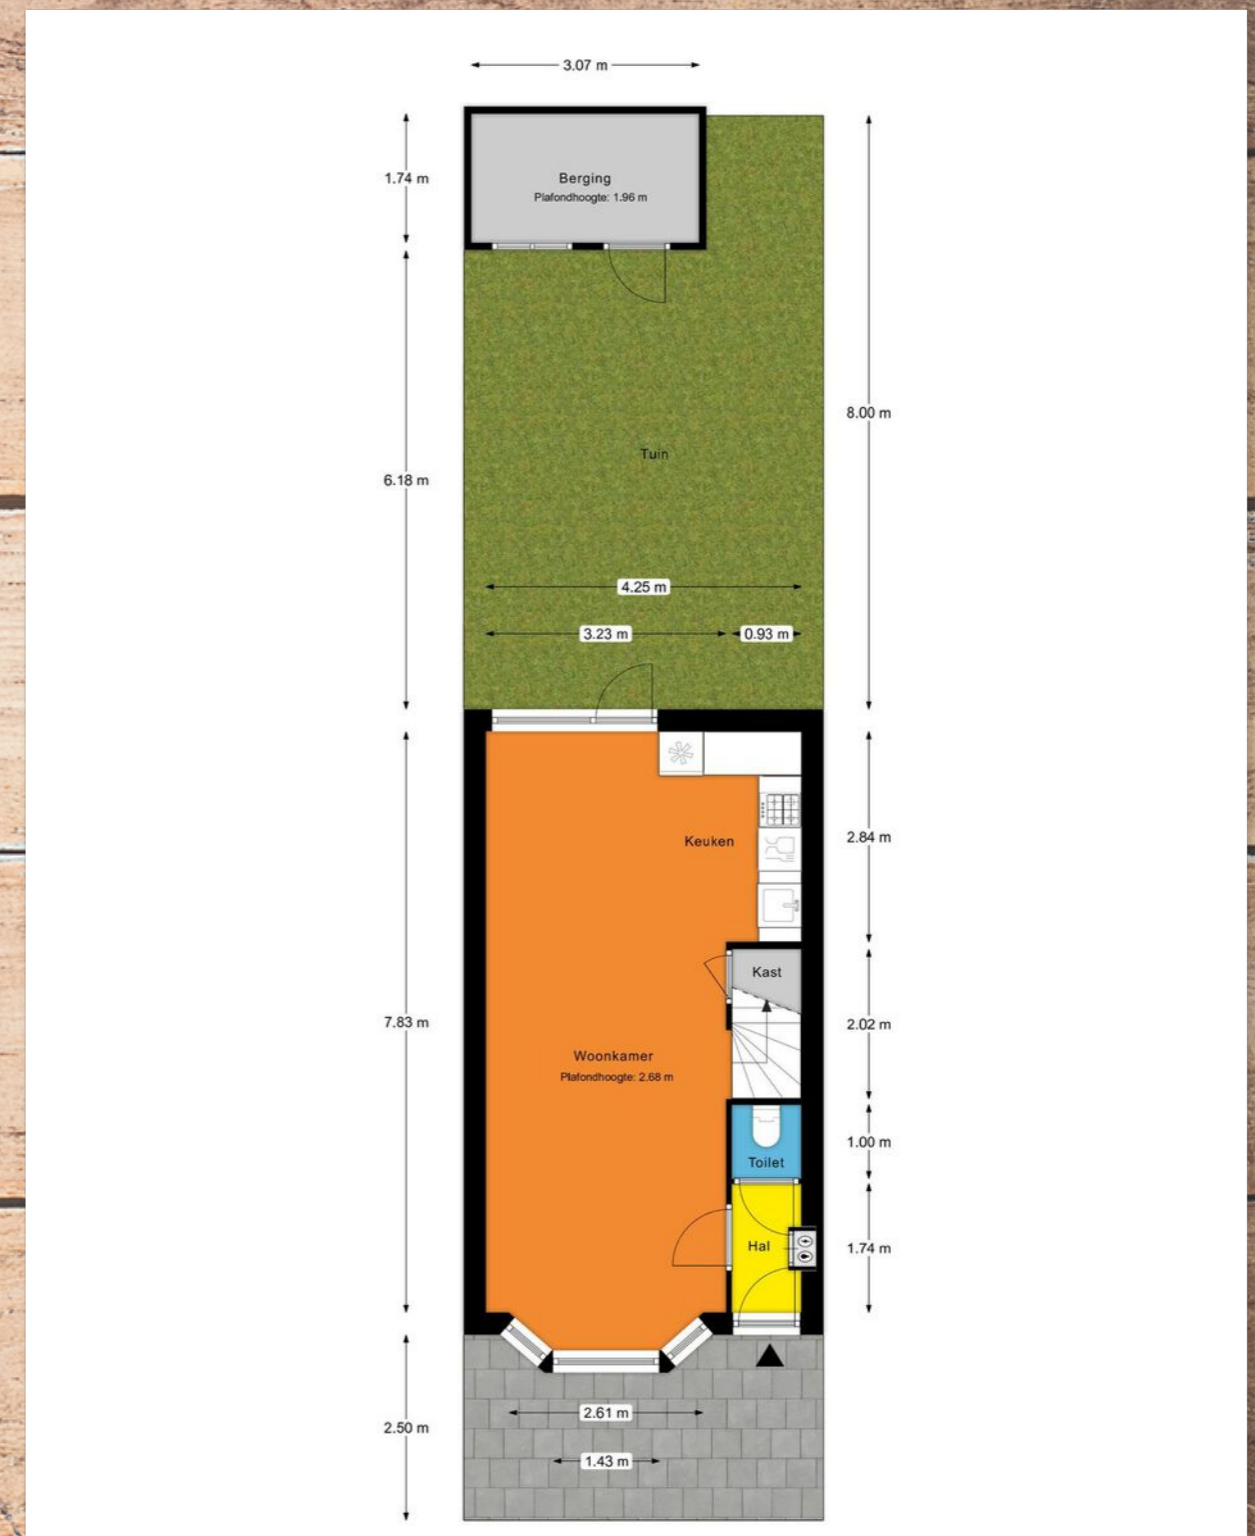 3.07 m
1.74 m
Berging
Plafondhoogte: 1.96 m
8.00 m
Tuin
6.18 m
4.25 m
3.23 m
0.93 m
Keuken
2.84 m
Kast
7.83 m
2.02 m
Woonkamer
Plafondhoogte: 2.68 m
1.00 m
Toilet
Hal
1.74 m
2.61 m
2.50 m
1.43 m